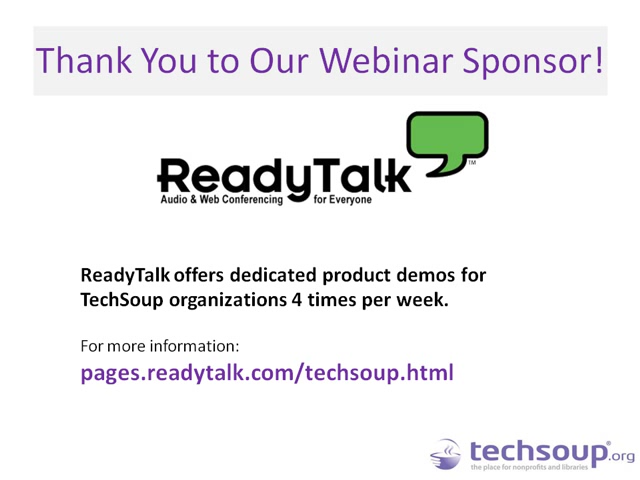 Thank You to Our Webinar Sponsor!
ReadyTalk ™
Audio & Web Conferencing for Everyone
ReadyTalk offers dedicated product demos for
TechSoup organizations 4 times per week.
For more information:
pages.readytalk.com/techsoup.html
techsoup®.org
the place for nonprofits and libraries